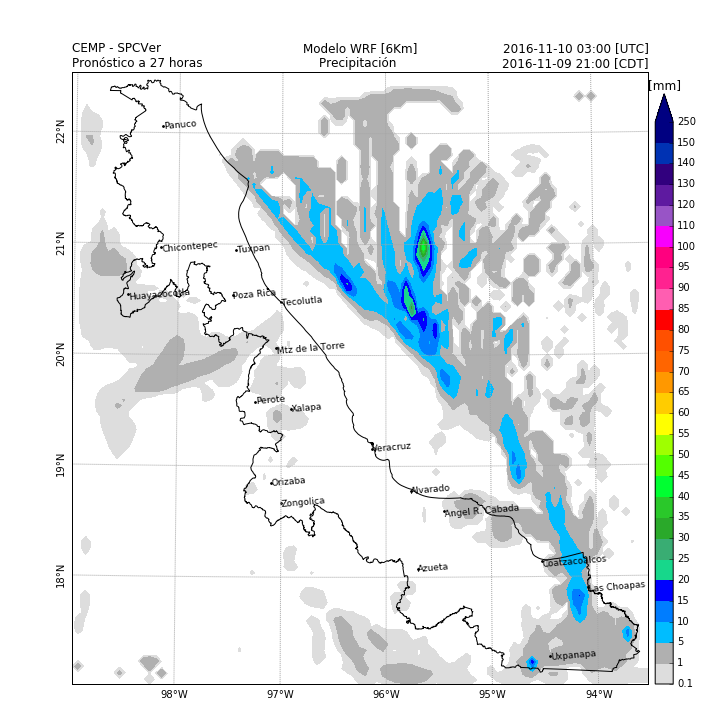 CEMP - SPCVer
Pronóstico a 27 horas
Modelo WRF [6Km]
Precipitación
2016-11-10 03:00 [UTC]
2016-11-09 21:00 [CDT]
[mm]
250
150
140
130
120
110
100
95
90
85
80
75
70
65
60
55
50
45
40
35
30
25
20
15
10
5
1
0.1
22°N
21°N
20°N
19°N
18°N
98°W
97°W
96°W
95°W
94°W
Panuco
Chicontepec
Tuxpan
Huayacocotla
Poza Rica
Tecolutla
Mtz de la Torre
Perote
Xalapa
Veracruz
Orizaba
Alvarado
Zongolica
Angel R. Cabada
Azueta
Coatzacoalcos
Las Choapas
Uxpanapa